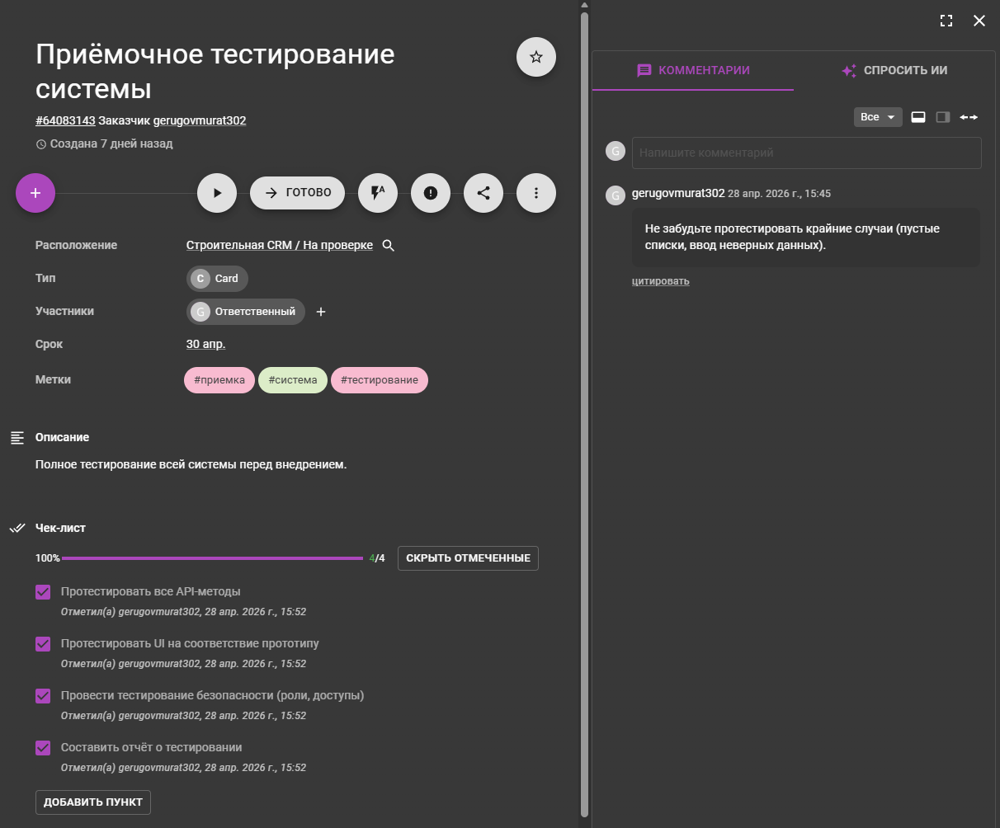 Приёмочное тестирование
системы
#64083143 Заказчик gerugovmurat302
Создана 7 дней назад
ГОТОВО
Расположение
Строительная CRM / На проверке
Тип
C Card
Участники
G Ответственный
Срок
30 апр.
Метки
#приемка #система #тестирование
Описание
Полное тестирование всей системы перед внедрением.
Чек-лист
100% 4/4 СКРЫТЬ ОТМЕЧЕННЫЕ
Протестировать все API-методы
Отметил(а) gerugovmurat302, 28 апр. 2026 г., 15:52
Протестировать UI на соответствие прототипу
Отметил(а) gerugovmurat302, 28 апр. 2026 г., 15:52
Провести тестирование безопасности (роли, доступы)
Отметил(а) gerugovmurat302, 28 апр. 2026 г., 15:52
Составить отчёт о тестировании
Отметил(а) gerugovmurat302, 28 апр. 2026 г., 15:52
ДОБАВИТЬ ПУНКТ
КОММЕНТАРИИ
СПРОСИТЬ ИИ
Все
G Напишите комментарий
G gerugovmurat302 28 апр. 2026 г., 15:45
Не забудьте протестировать крайние случаи (пустые
списки, ввод неверных данных).
цитировать